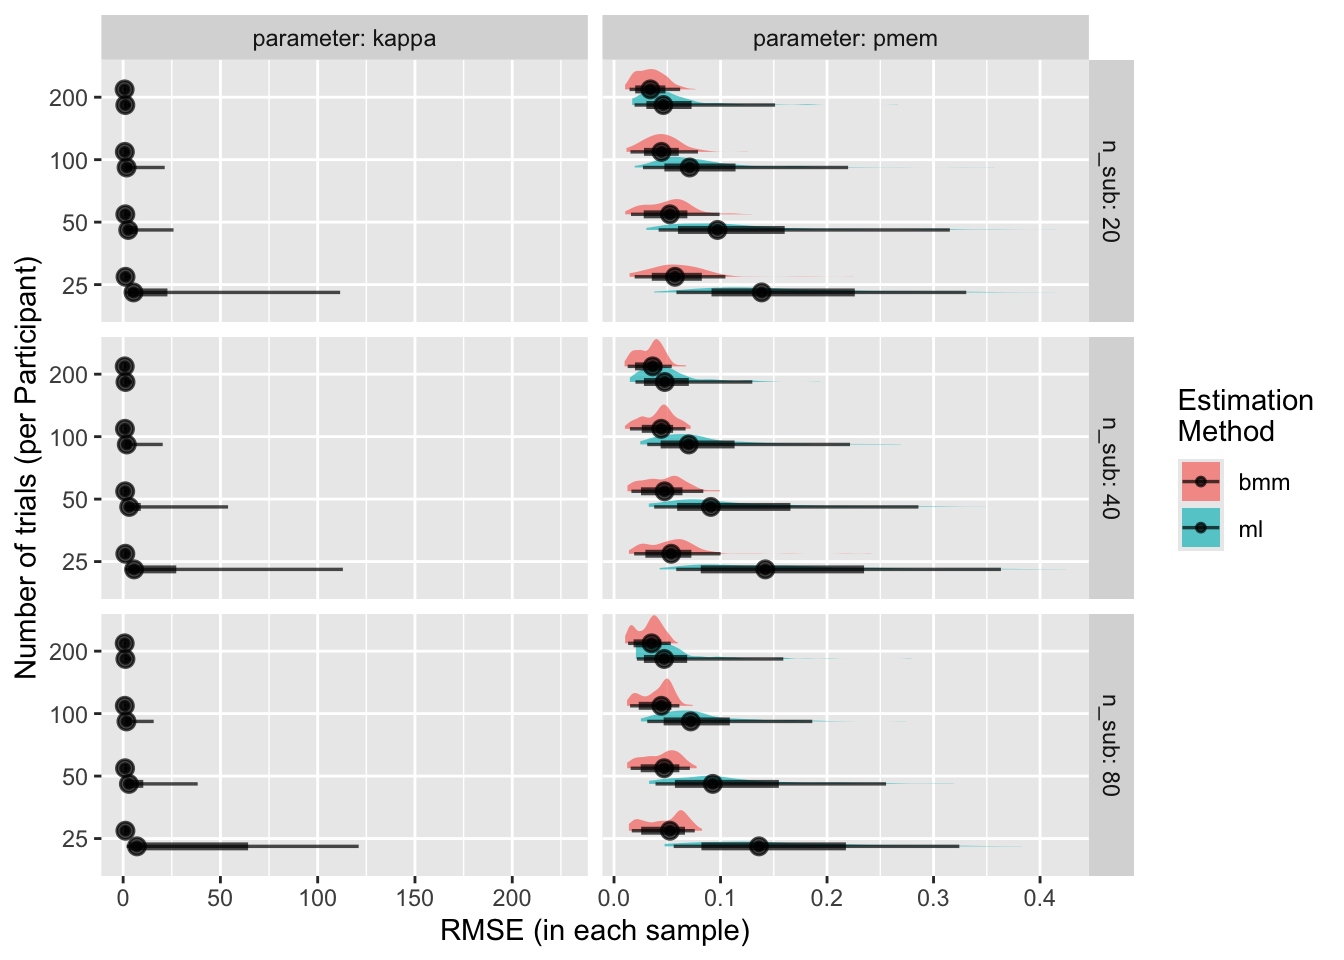 parameter: kappa
parameter: pmem
200
100
50
25
n_sub: 20
200
100
50
25
n_sub: 40
200
100
50
25
n_sub: 80
0
50
100
150
200
0.0
0.1
0.2
0.3
0.4
RMSE (in each sample)
Number of trials (per Participant)
Estimation
Method
bmm
ml